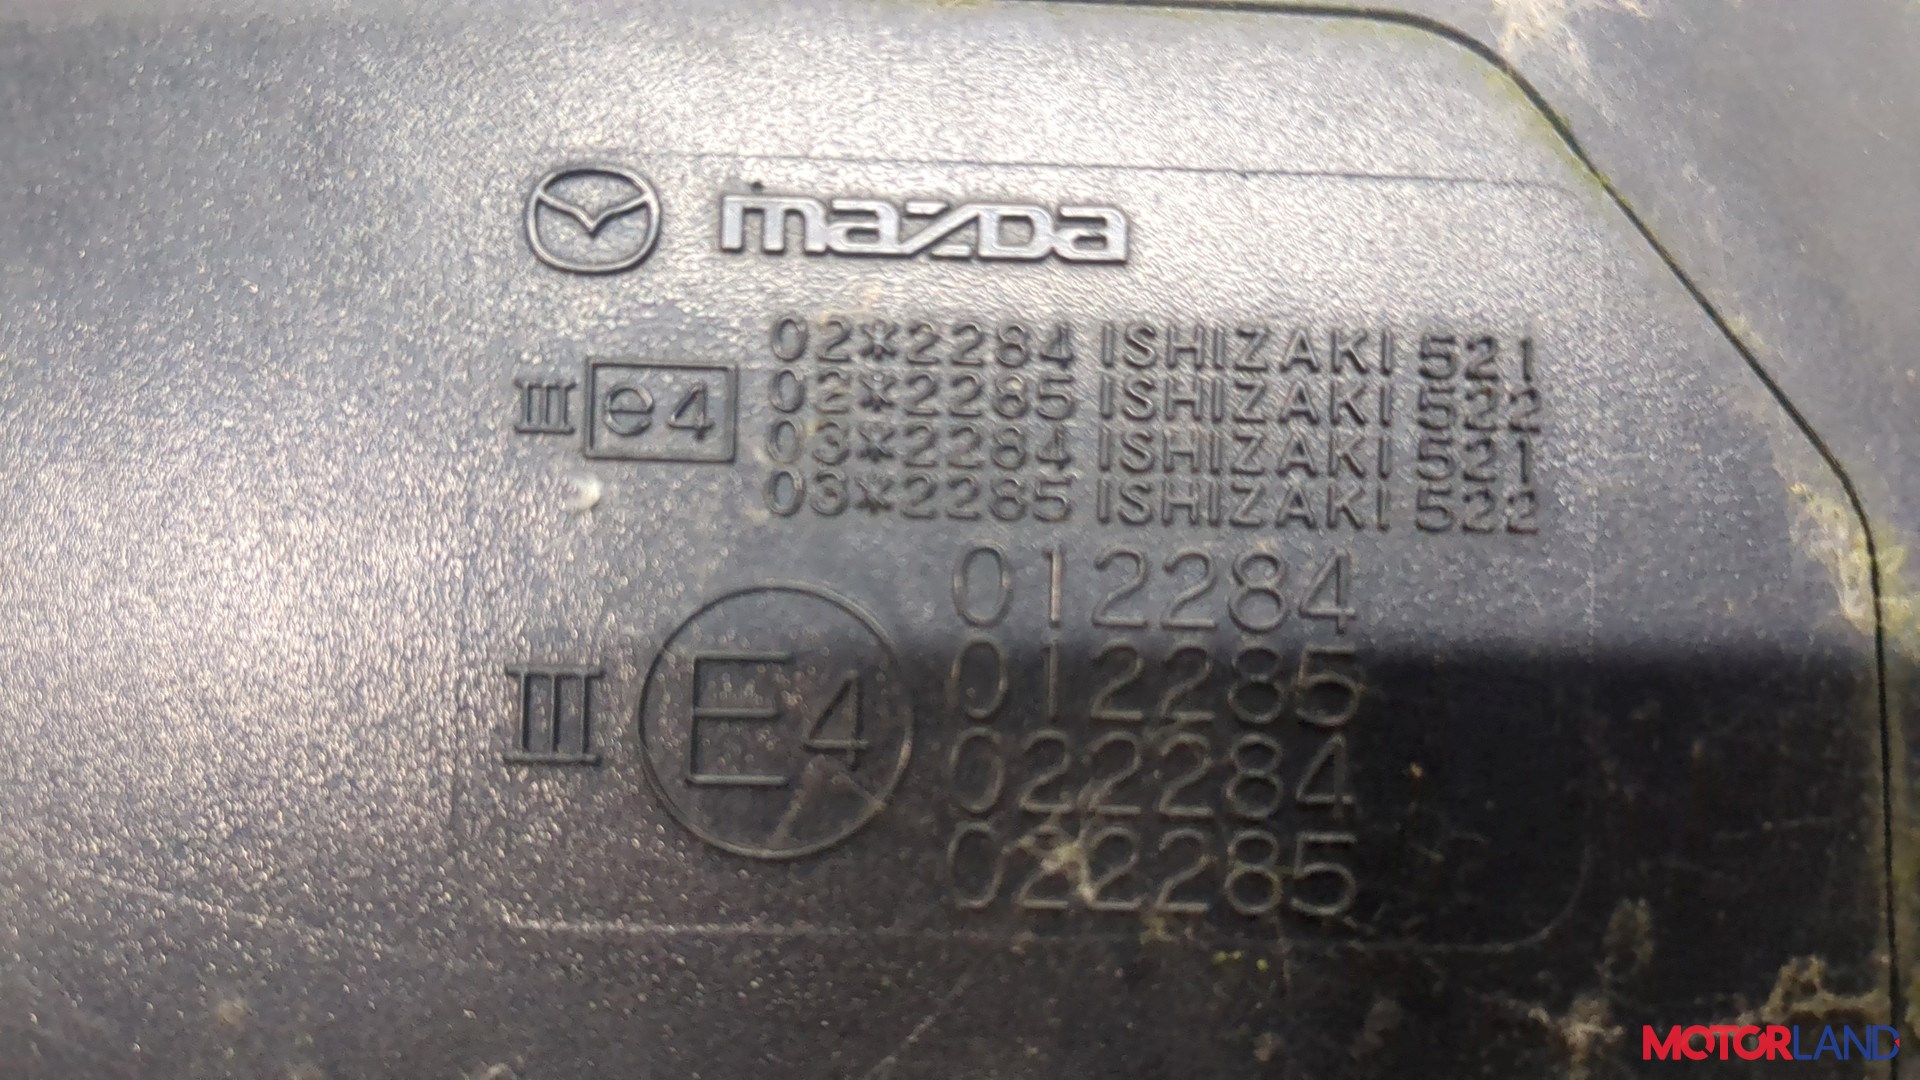 mazDa
02*2284 ISHIZAKI 521
02*2285 ISHIZAKI 522
III e4
03*2284 ISHIZAKI 521
03*2285 ISHIZAKI 522
012284
012285
III E4
022284
022285
MOTORLAND